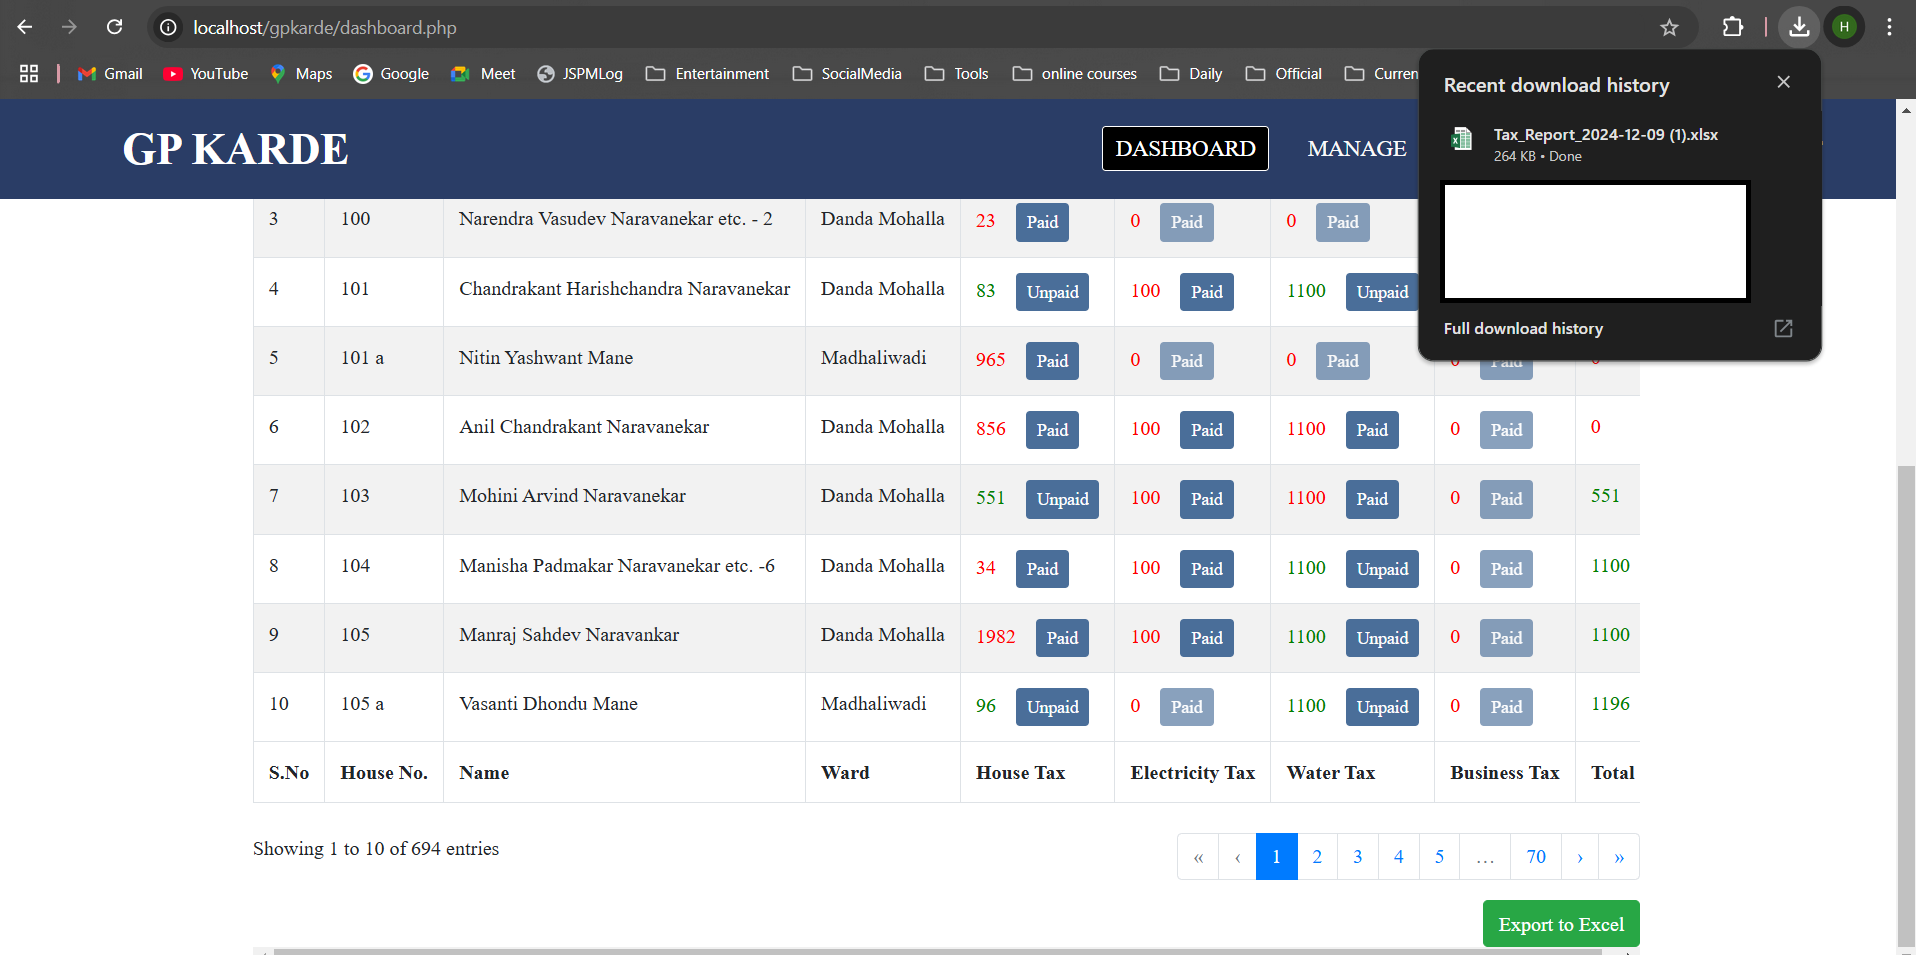 localhost/gpkarde/dashboard.php
H
Gmail YouTube Maps Google Meet JSPMLog Entertainment SocialMedia Tools online courses Daily Official Curren
Recent download history
Tax_Report_2024-12-09 (1).xlsx
264 KB • Done
Full download history
GP KARDE DASHBOARD MANAGE
3 100 Narendra Vasudev Naravanekar etc. - 2 Danda Mohalla 23 Paid 0 Paid 0 Paid
4 101 Chandrakant Harishchandra Naravanekar Danda Mohalla 83 Unpaid 100 Paid 1100 Unpaid
5 101 a Nitin Yashwant Mane Madhaliwadi 965 Paid 0 Paid 0 Paid 0 Paid 0
6 102 Anil Chandrakant Naravanekar Danda Mohalla 856 Paid 100 Paid 1100 Paid 0 Paid 0
7 103 Mohini Arvind Naravanekar Danda Mohalla 551 Unpaid 100 Paid 1100 Paid 0 Paid 551
8 104 Manisha Padmakar Naravanekar etc. -6 Danda Mohalla 34 Paid 100 Paid 1100 Unpaid 0 Paid 1100
9 105 Manraj Sahdev Naravankar Danda Mohalla 1982 Paid 100 Paid 1100 Unpaid 0 Paid 1100
10 105 a Vasanti Dhondu Mane Madhaliwadi 96 Unpaid 0 Paid 1100 Unpaid 0 Paid 1196
S.No House No. Name Ward House Tax Electricity Tax Water Tax Business Tax Total
Showing 1 to 10 of 694 entries
« ‹ 1 2 3 4 5 … 70 › »
Export to Excel